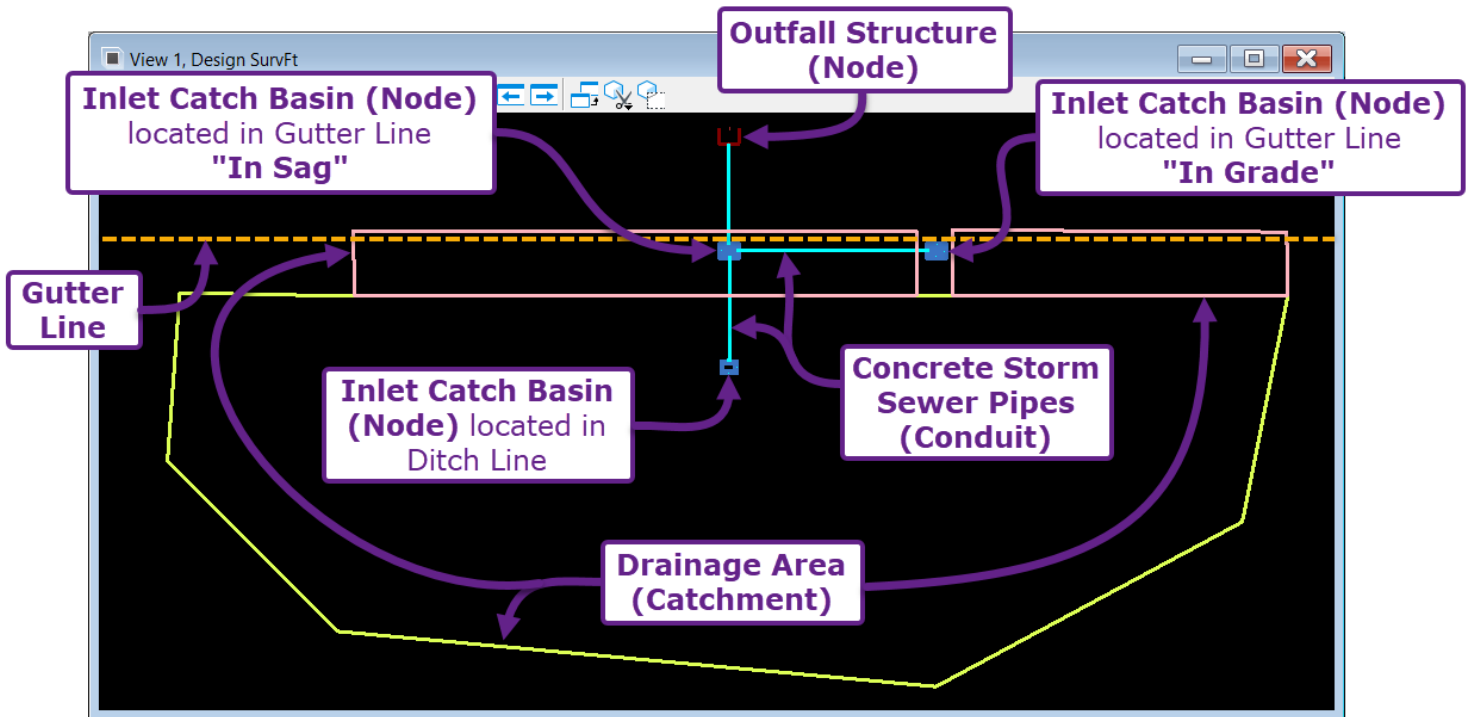 Outfall Structure
(Node)
View 1, Design SurvFt
Inlet Catch Basin (Node)
located in Gutter Line
"In Sag"
Inlet Catch Basin (Node)
located in Gutter Line
"In Grade"
Gutter
Line
Inlet Catch Basin
(Node) located in
Ditch Line
Concrete Storm
Sewer Pipes
(Conduit)
Drainage Area
(Catchment)